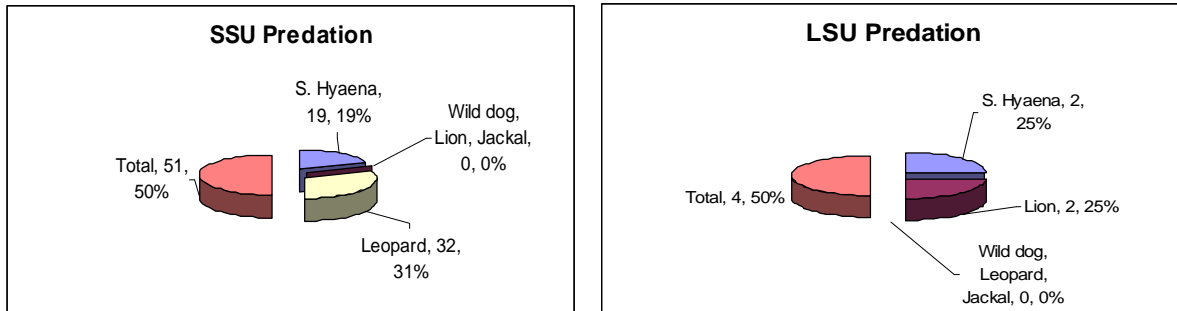 SSU Predation
S. Hyaena,
19, 19%
Wild dog,
Lion, Jackal,
0, 0%
Total, 51,
50%
Leopard, 32,
31%
LSU Predation
S. Hyaena, 2,
25%
Total, 4, 50%
Lion, 2, 25%
Wild dog,
Leopard,
Jackal, 0, 0%